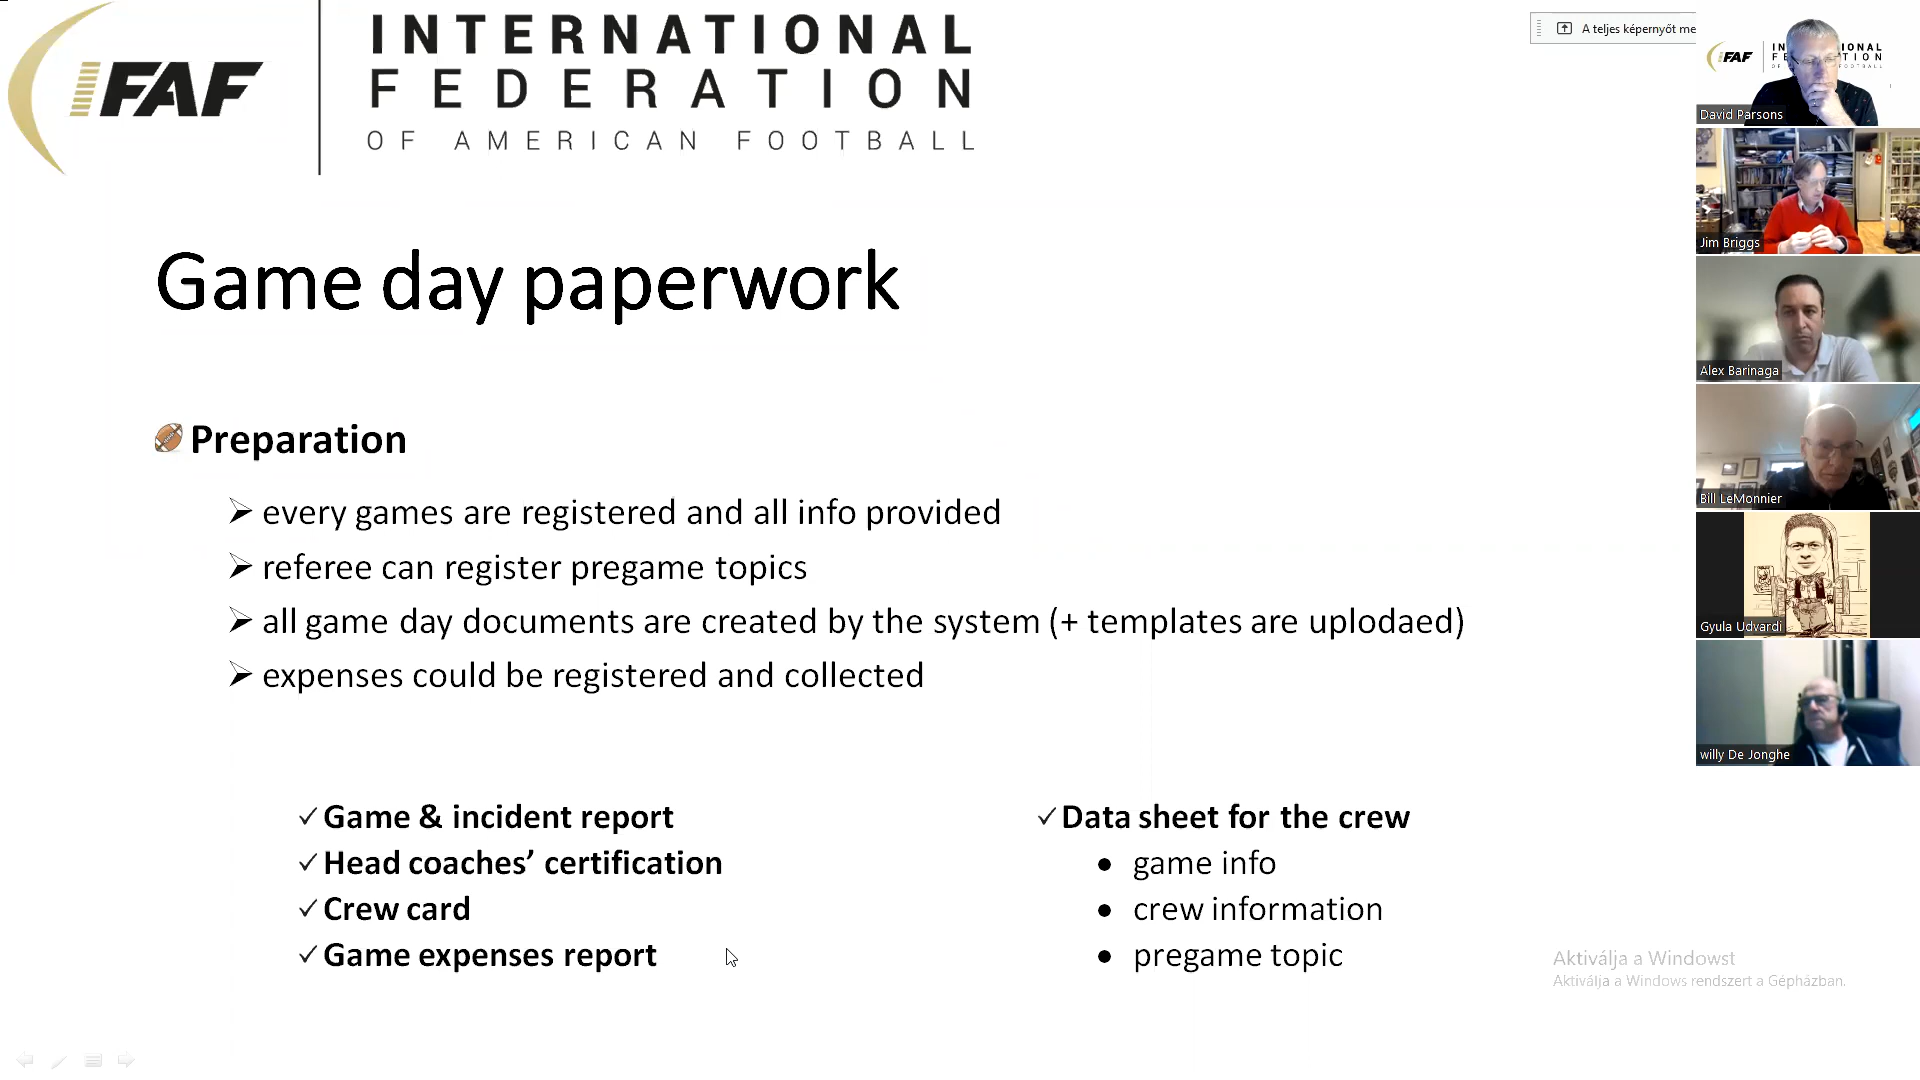 IFAF
INTERNATIONAL
FEDERATION
OF AMERICAN FOOTBALL
Game day paperwork
Preparation
every games are registered and all info provided
referee can register pregame topics
all game day documents are created by the system (+ templates are uplodaed)
expenses could be registered and collected
Game & incident report
Head coaches’ certification
Crew card
Game expenses report
Data sheet for the crew
game info
crew information
pregame topic
A teljes képernyőt me
David Parsons
Jim Briggs
Alex Barinaga
Bill LeMonnier
Gyula Udvardi
willy De Jonghe
Aktiválja a Windowst
Aktiválja a Windows rendszert a Gépházban.